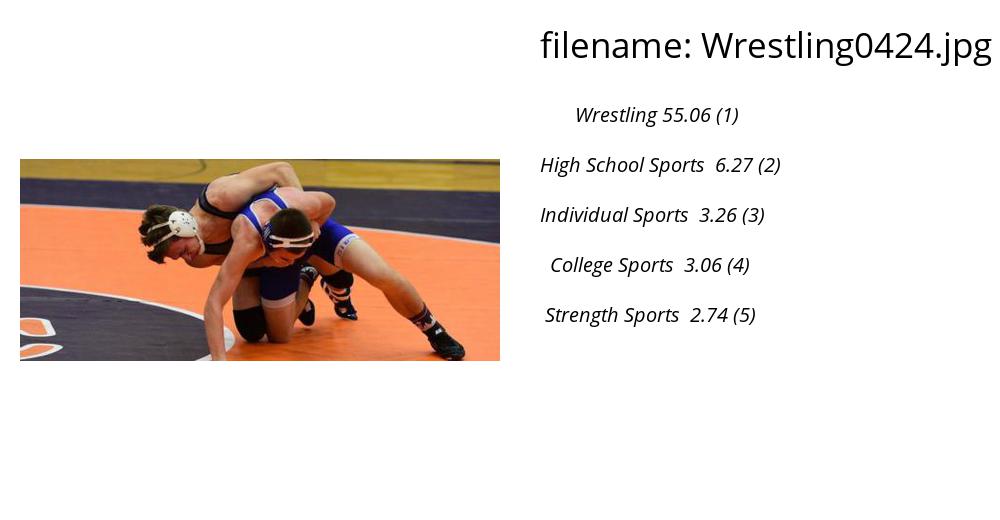 filename: Wrestling0424.jpg
Wrestling 55.06 (1)
High School Sports 6.27 (2)
Individual Sports 3.26 (3)
College Sports 3.06 (4)
Strength Sports 2.74 (5)